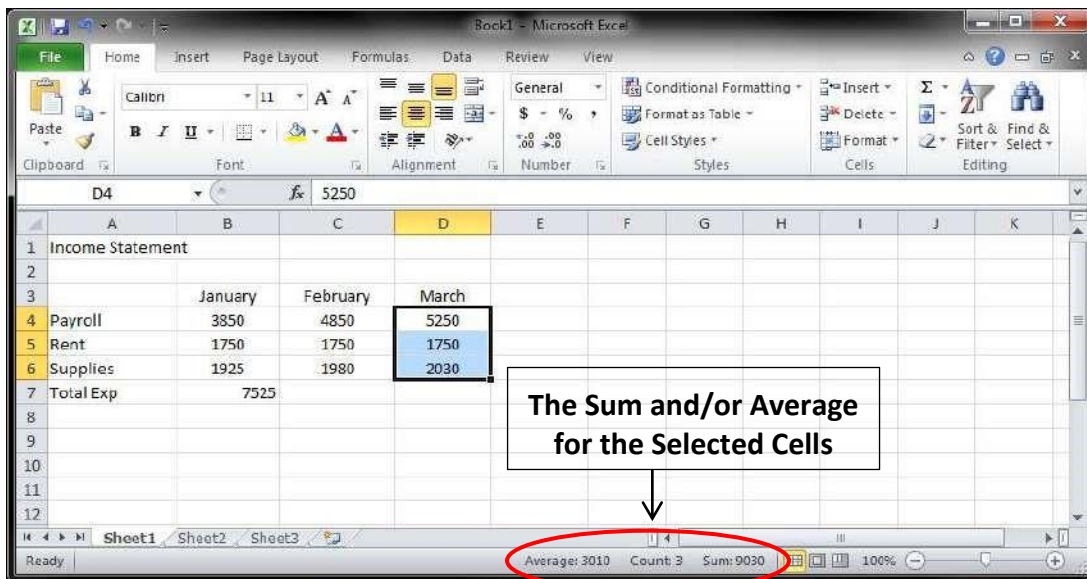 Book1 - Microsoft Excel
File Home Insert Page Layout Formulas Data Review View
Paste
Calibri 11 A A
B I U A
General
$ % ,
.00 .00
Conditional Formatting
Format as Table
Cell Styles
Insert
Delete
Format
Σ
Sort & Filter
Find & Select
Clipboard Font Alignment Number Styles Cells Editing
D4 fx 5250
A B C D E F G H I J K
1 Income Statement
2
3 January February March
4 Payroll 3850 4850 5250
5 Rent 1750 1750 1750
6 Supplies 1925 1980 2030
7 Total Exp 7525
8
9
10
11
12
The Sum and/or Average
for the Selected Cells
Sheet1 Sheet2 Sheet3
Ready Average: 3010 Count: 3 Sum: 9030 100%